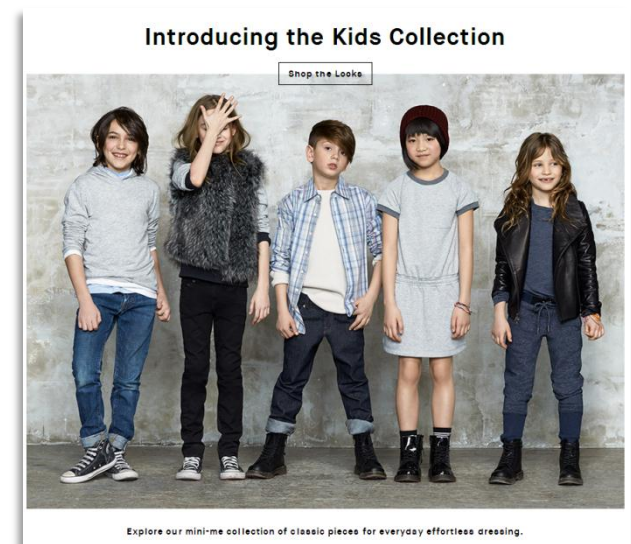 Introducing the Kids Collection
Shop the Looks
Explore our mini-me collection of classic pieces for everyday effortless dressing.